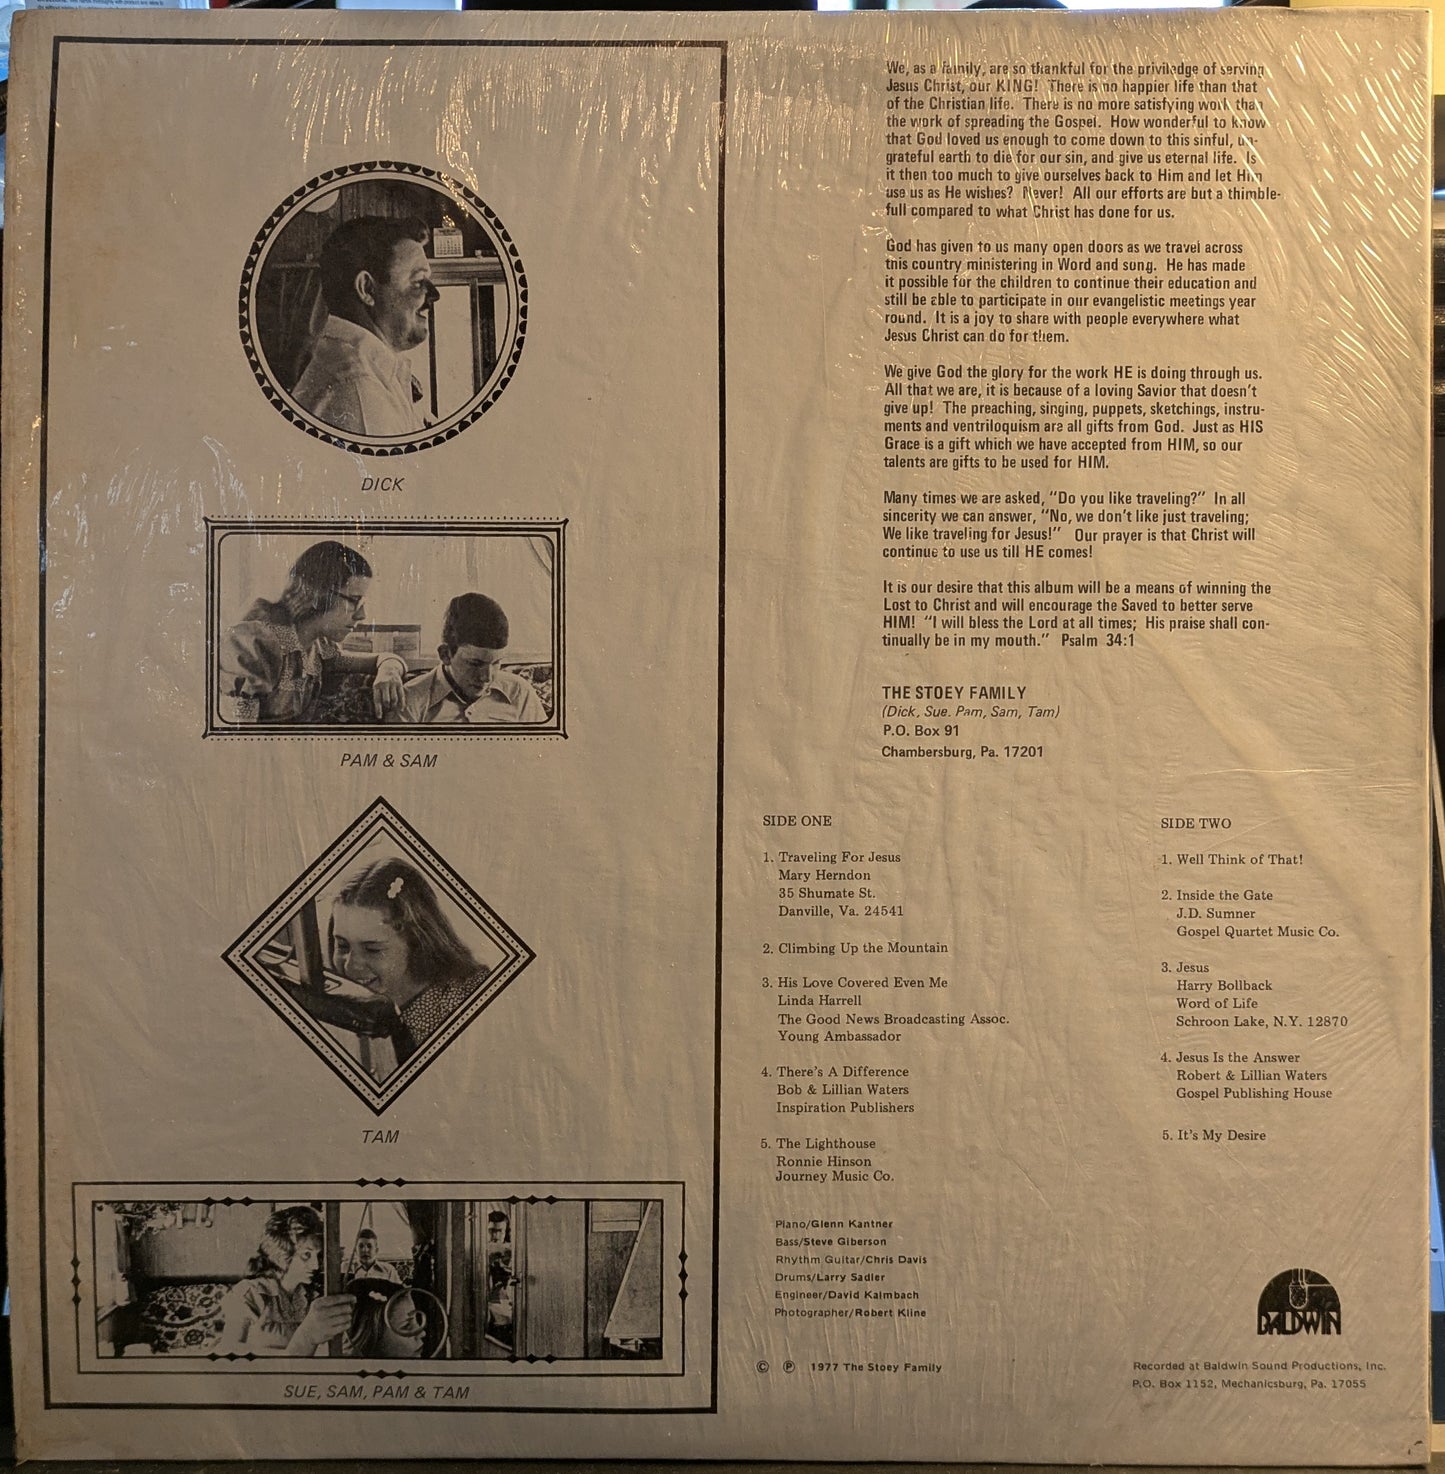 DICK
PAM & SAM
TAM
SUE, SAM, PAM & TAM
We, as a family, are so thankful for the priviladge of serving
Jesus Christ, our KING!  There is no happier life than that
of the Christian life.  There is no more satisfying work than
the work of spreading the Gospel.  How wonderful to know
that God loved us enough to come down to this sinful, un-
grateful earth to die for our sin, and give us eternal life.  Is
it then too much to give ourselves back to Him and let Him
use us as He wishes?  Never!  All our efforts are but a thimble-
full compared to what Christ has done for us.
God has given to us many open doors as we travel across
this country ministering in Word and song.  He has made
it possible for the children to continue their education and
still be able to participate in our evangelistic meetings year
round.  It is a joy to share with people everywhere what
Jesus Christ can do for them.
We give God the glory for the work HE is doing through us.
All that we are, it is because of a loving Savior that doesn't
give up!  The preaching, singing, puppets, sketchings, instru-
ments and ventriloquism are all gifts from God.  Just as HIS
Grace is a gift which we have accepted from HIM, so our
talents are gifts to be used for HIM.
Many times we are asked, "Do you like traveling?"  In all
sincerity we can answer, "No, we don't like just traveling;
We like traveling for Jesus!"  Our prayer is that Christ will
continue to use us till HE comes!
It is our desire that this album will be a means of winning the
Lost to Christ and will encourage the Saved to better serve
HIM!  "I will bless the Lord at all times;  His praise shall con-
tinually be in my mouth."  Psalm  34:1
THE STOEY FAMILY
(Dick, Sue. Pam, Sam, Tam)
P.O. Box 91
Chambersburg, Pa. 17201
SIDE ONE
1. Traveling For Jesus
Mary Herndon
35 Shumate St.
Danville, Va. 24541
2. Climbing Up the Mountain
3. His Love Covered Even Me
Linda Harrell
The Good News Broadcasting Assoc.
Young Ambassador
4. There's A Difference
Bob & Lillian Waters
Inspiration Publishers
5. The Lighthouse
Ronnie Hinson
Journey Music Co.
SIDE TWO
1. Well Think of That!
2. Inside the Gate
J.D. Sumner
Gospel Quartet Music Co.
3. Jesus
Harry Bollback
Word of Life
Schroon Lake, N.Y. 12870
4. Jesus Is the Answer
Robert & Lillian Waters
Gospel Publishing House
5. It's My Desire
Piano/Glenn Kantner
Bass/Steve Giberson
Rhythm Guitar/Chris Davis
Drums/Larry Sadler
Engineer/David Kalmbach
Photographer/Robert Kline
© ℗ 1977 The Stoey Family
BALDWIN
Recorded at Baldwin Sound Productions, Inc.
P.O. Box 1152, Mechanicsburg, Pa. 17055